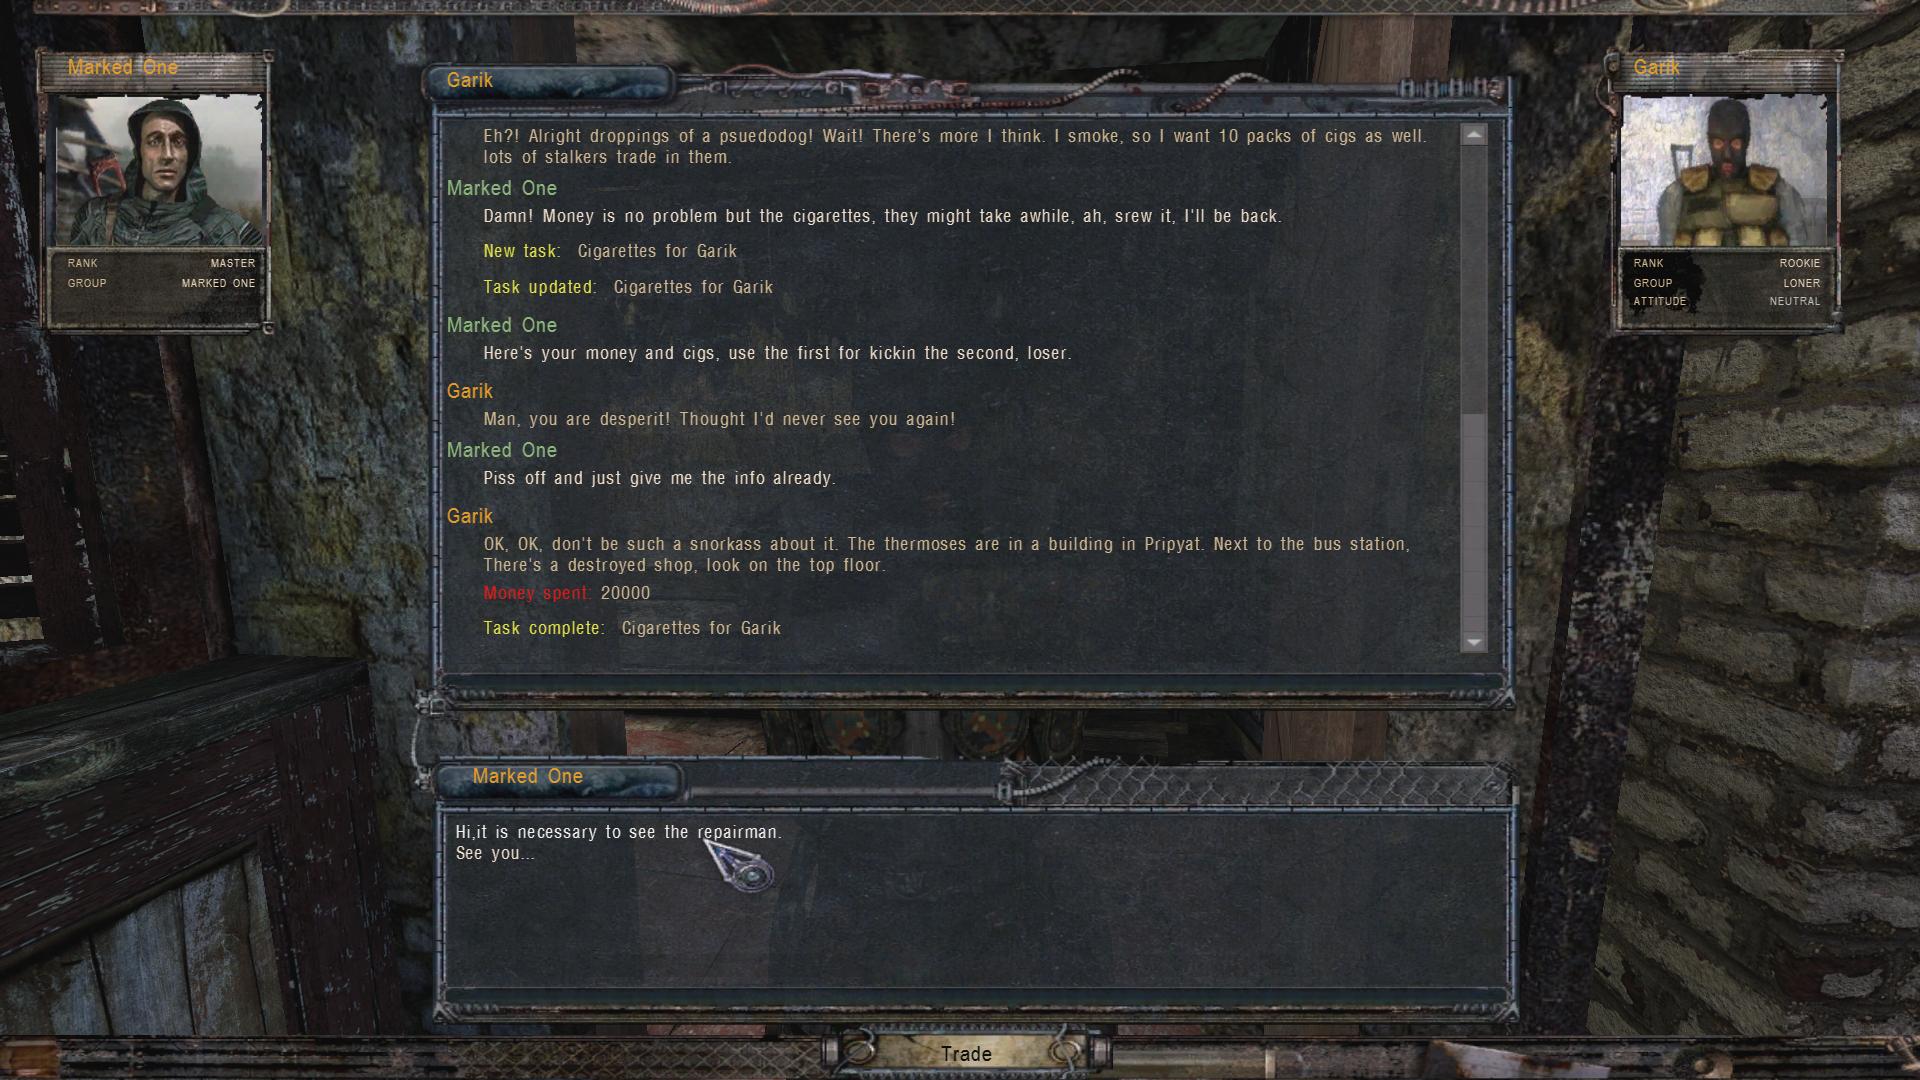 Marked One
RANK MASTER
GROUP MARKED ONE
Garik
Eh?! Alright droppings of a psuedodog! Wait! There's more I think. I smoke, so I want 10 packs of cigs as well.
lots of stalkers trade in them.
Marked One
Damn! Money is no problem but the cigarettes, they might take awhile, ah, srew it, I'll be back.
New task: Cigarettes for Garik
Task updated: Cigarettes for Garik
Marked One
Here's your money and cigs, use the first for kickin the second, loser.
Garik
Man, you are desperit! Thought I'd never see you again!
Marked One
Piss off and just give me the info already.
Garik
OK, OK, don't be such a snorkass about it. The thermoses are in a building in Pripyat. Next to the bus station,
There's a destroyed shop, look on the top floor.
Money spent: 20000
Task complete: Cigarettes for Garik
Garik
RANK ROOKIE
GROUP LONER
ATTITUDE NEUTRAL
Marked One
Hi,it is necessary to see the repairman.
See you...
Trade